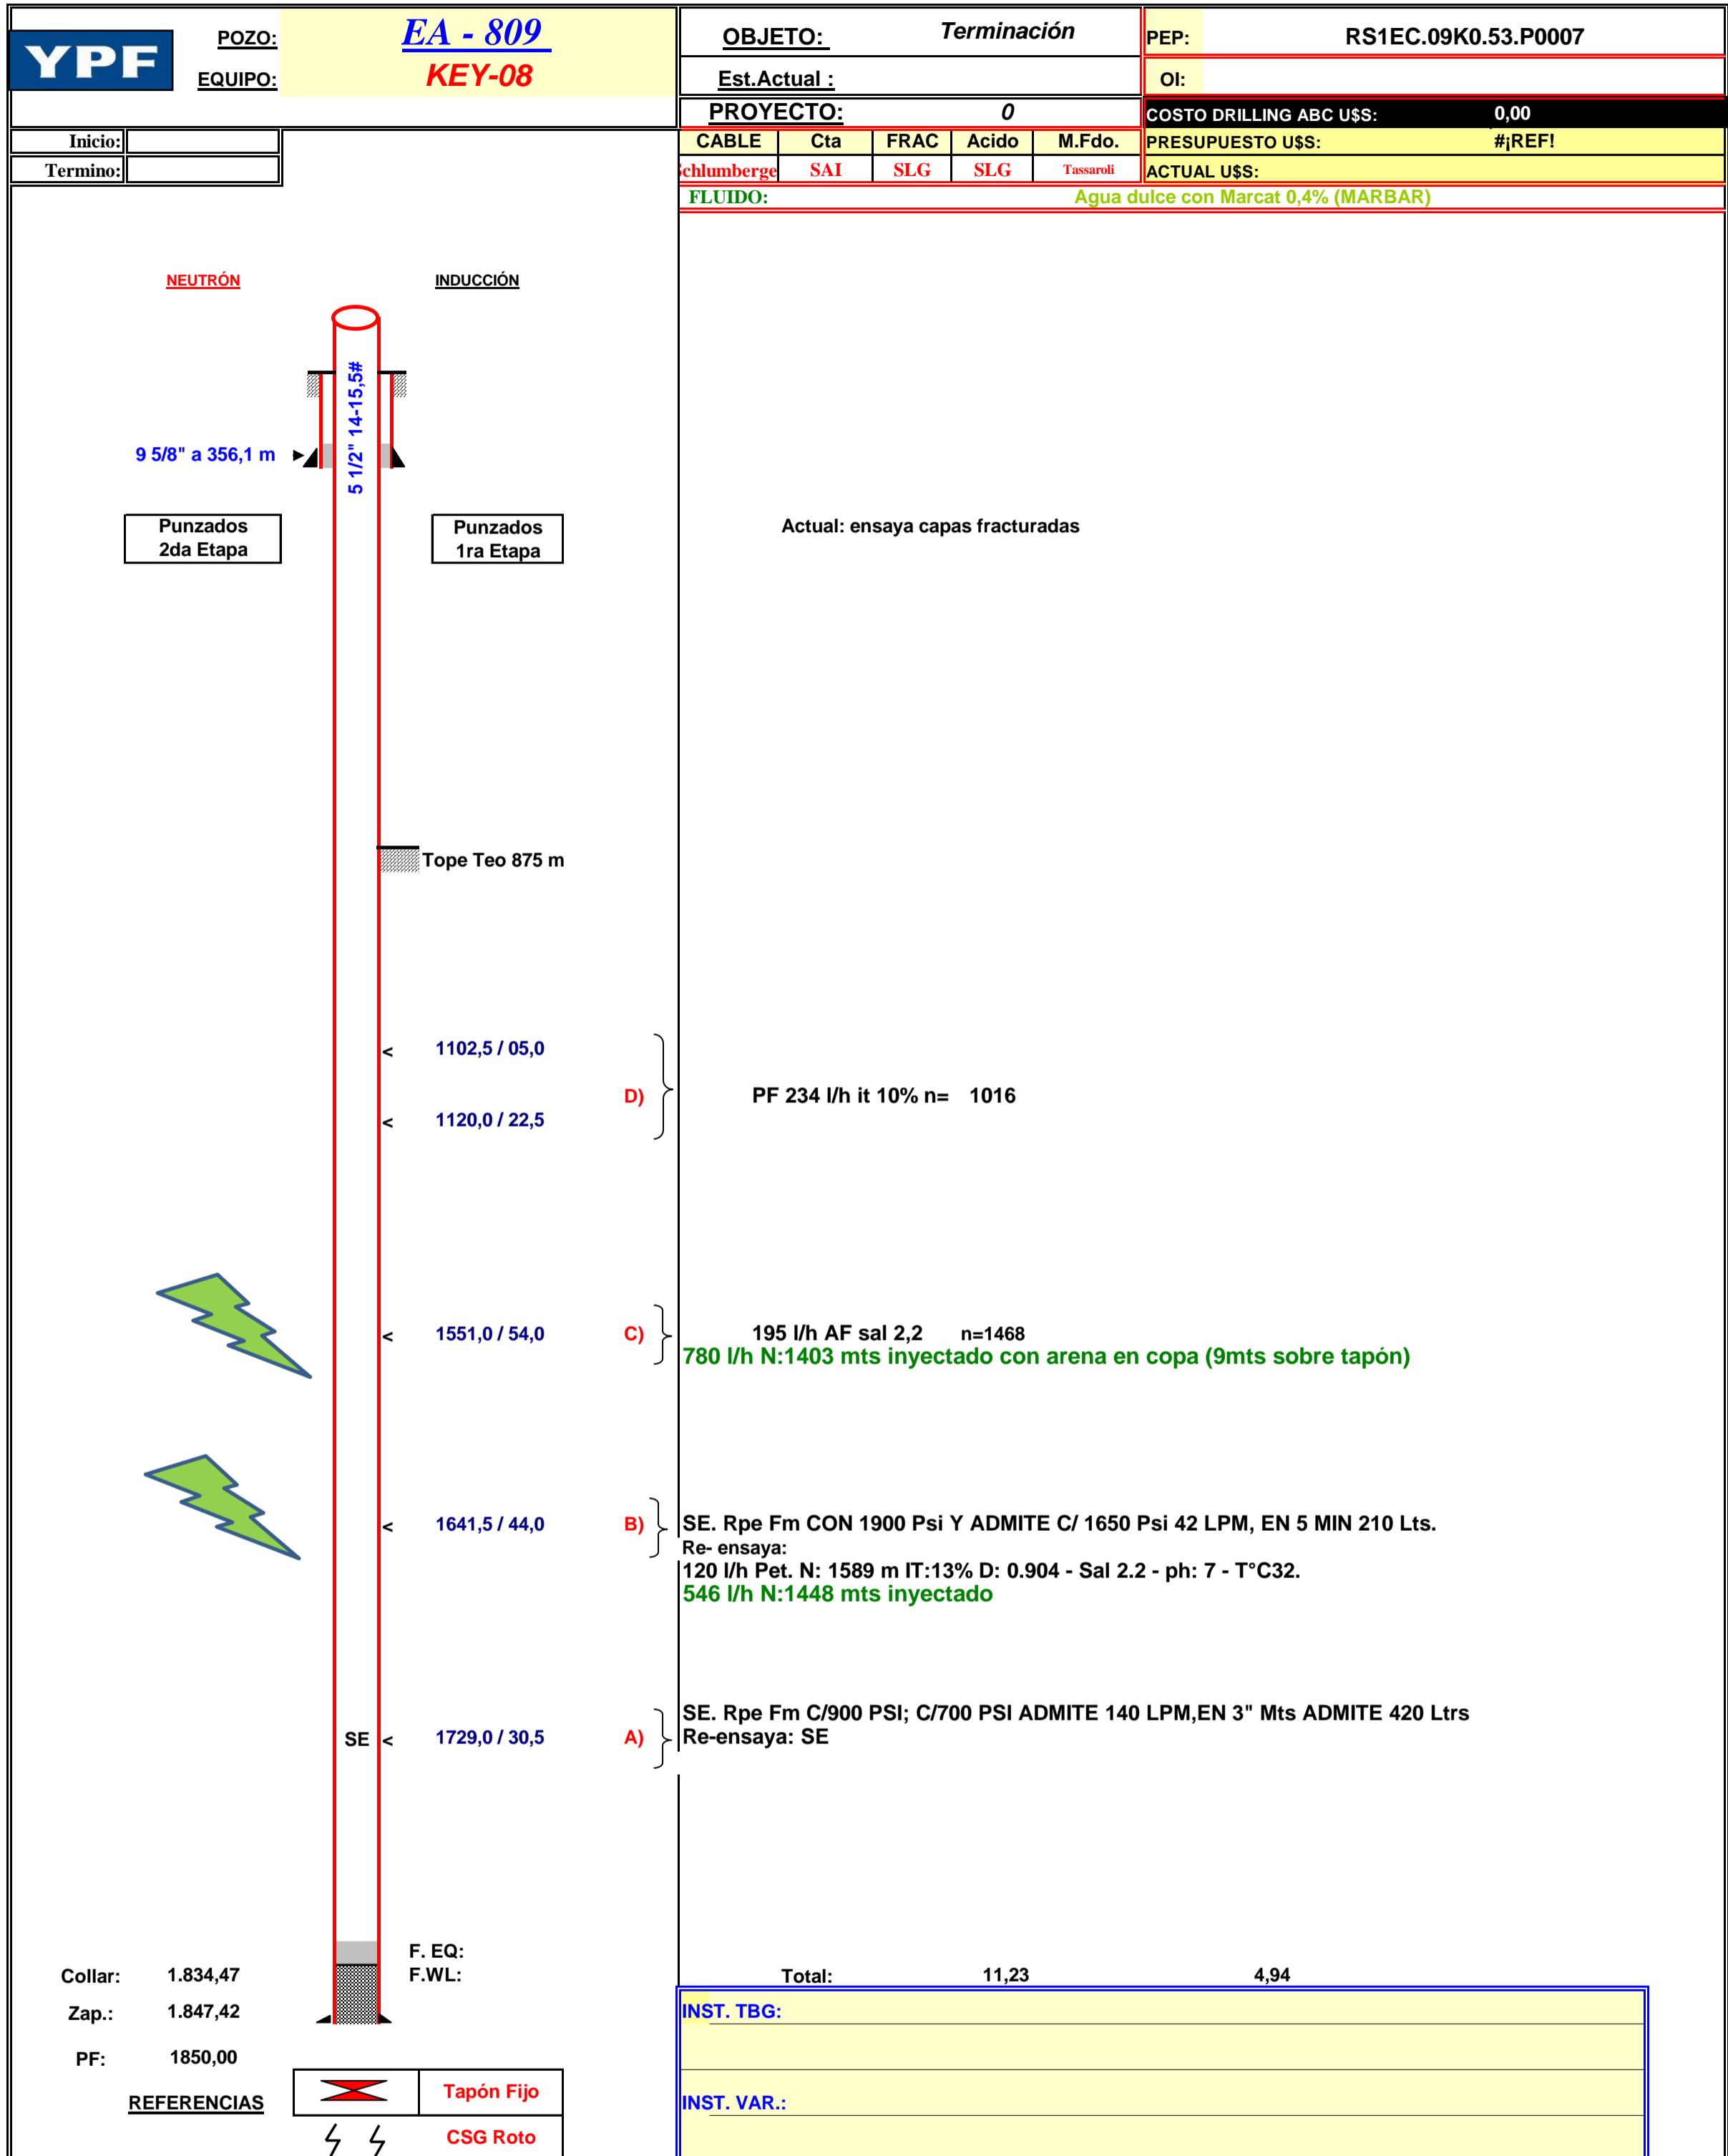 YPF
POZO: EA - 809
EQUIPO: KEY-08
OBJETO: Terminación
Est.Actual :
PROYECTO: 0
PEP: RS1EC.09K0.53.P0007
OI:
COSTO DRILLING ABC U$S: 0,00
Inicio:
Termino:
CABLE Cta FRAC Acido M.Fdo.
PRESUPUESTO U$S: #¡REF!
chlumberge SAI SLG SLG Tassaroli
ACTUAL U$S:
FLUIDO: Agua dulce con Marcat 0,4% (MARBAR)
NEUTRÓN
INDUCCIÓN
5 1/2" 14-15,5#
9 5/8" a 356,1 m
Punzados
2da Etapa
Punzados
1ra Etapa
Actual: ensaya capas fracturadas
Tope Teo 875 m
< 1102,5 / 05,0
D) PF 234 l/h it 10% n= 1016
< 1120,0 / 22,5
< 1551,0 / 54,0 C) 195 l/h AF sal 2,2 n=1468
780 l/h N:1403 mts inyectado con arena en copa (9mts sobre tapón)
< 1641,5 / 44,0 B) SE. Rpe Fm CON 1900 Psi Y ADMITE C/ 1650 Psi 42 LPM, EN 5 MIN 210 Lts.
Re- ensaya:
120 l/h Pet. N: 1589 m IT:13% D: 0.904 - Sal 2.2 - ph: 7 - T°C32.
546 l/h N:1448 mts inyectado
SE. Rpe Fm C/900 PSI; C/700 PSI ADMITE 140 LPM,EN 3" Mts ADMITE 420 Ltrs
SE < 1729,0 / 30,5 A) Re-ensaya: SE
F. EQ:
Collar: 1.834,47 F.WL: Total: 11,23 4,94
Zap.: 1.847,42
INST. TBG:
PF: 1850,00
REFERENCIAS
Tapón Fijo
INST. VAR.:
CSG Roto